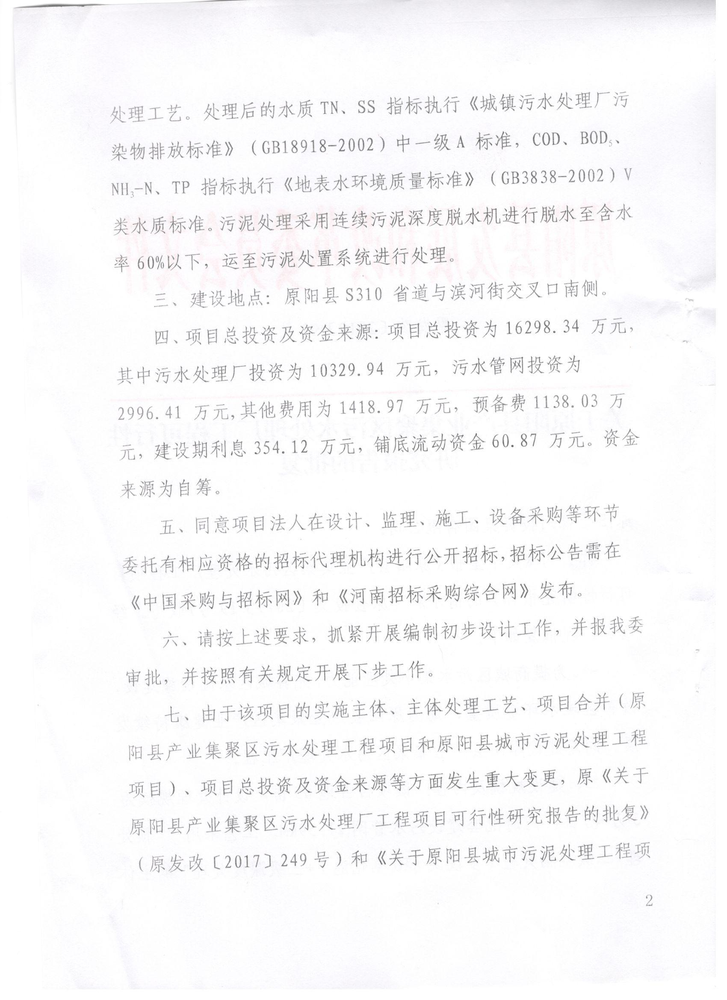 处理工艺。处理后的水质 TN、SS 指标执行《城镇污水处理厂污
染物排放标准》（GB18918-2002）中一级 A 标准，COD、BOD₅、
NH₃-N、TP 指标执行《地表水环境质量标准》（GB3838-2002）V
类水质标准。污泥处理采用连续污泥深度脱水机进行脱水至含水
率 60%以下，运至污泥处置系统进行处理。
三、建设地点：原阳县 S310 省道与滨河街交叉口南侧。
四、项目总投资及资金来源：项目总投资为 16298.34 万元，
其中污水处理厂投资为 10329.94 万元，污水管网投资为
2996.41 万元,其他费用为 1418.97 万元，预备费 1138.03 万
元，建设期利息 354.12 万元，铺底流动资金 60.87 万元。资金
来源为自筹。
五、同意项目法人在设计、监理、施工、设备采购等环节
委托有相应资格的招标代理机构进行公开招标,招标公告需在
《中国采购与招标网》和《河南招标采购综合网》发布。
六、请按上述要求，抓紧开展编制初步设计工作，并报我委
审批，并按照有关规定开展下步工作。
七、由于该项目的实施主体、主体处理工艺、项目合并（原
阳县产业集聚区污水处理工程项目和原阳县城市污泥处理工程
项目）、项目总投资及资金来源等方面发生重大变更，原《关于
原阳县产业集聚区污水处理厂工程项目可行性研究报告的批复》
（原发改〔2017〕249 号）和《关于原阳县城市污泥处理工程项
2